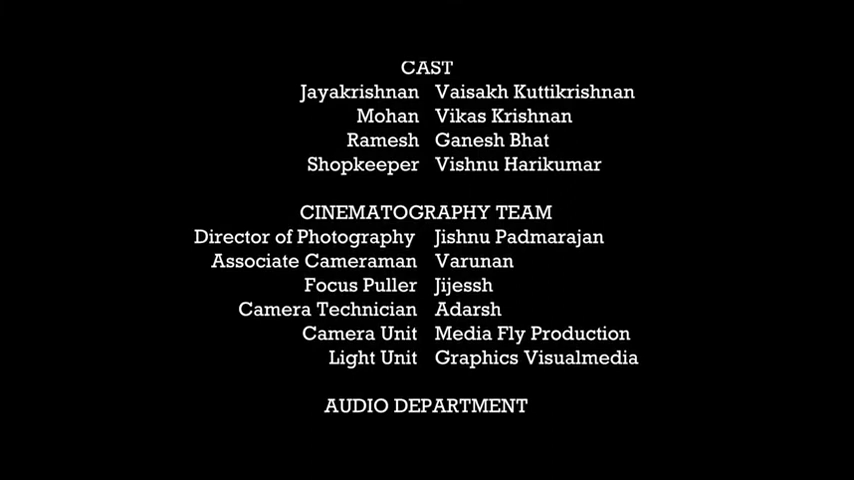 CAST
Jayakrishnan Vaisakh Kuttikrishnan
Mohan Vikas Krishnan
Ramesh Ganesh Bhat
Shopkeeper Vishnu Harikumar
CINEMATOGRAPHY TEAM
Director of Photography Jishnu Padmarajan
Associate Cameraman Varunan
Focus Puller Jijessh
Camera Technician Adarsh
Camera Unit Media Fly Production
Light Unit Graphics Visualmedia
AUDIO DEPARTMENT